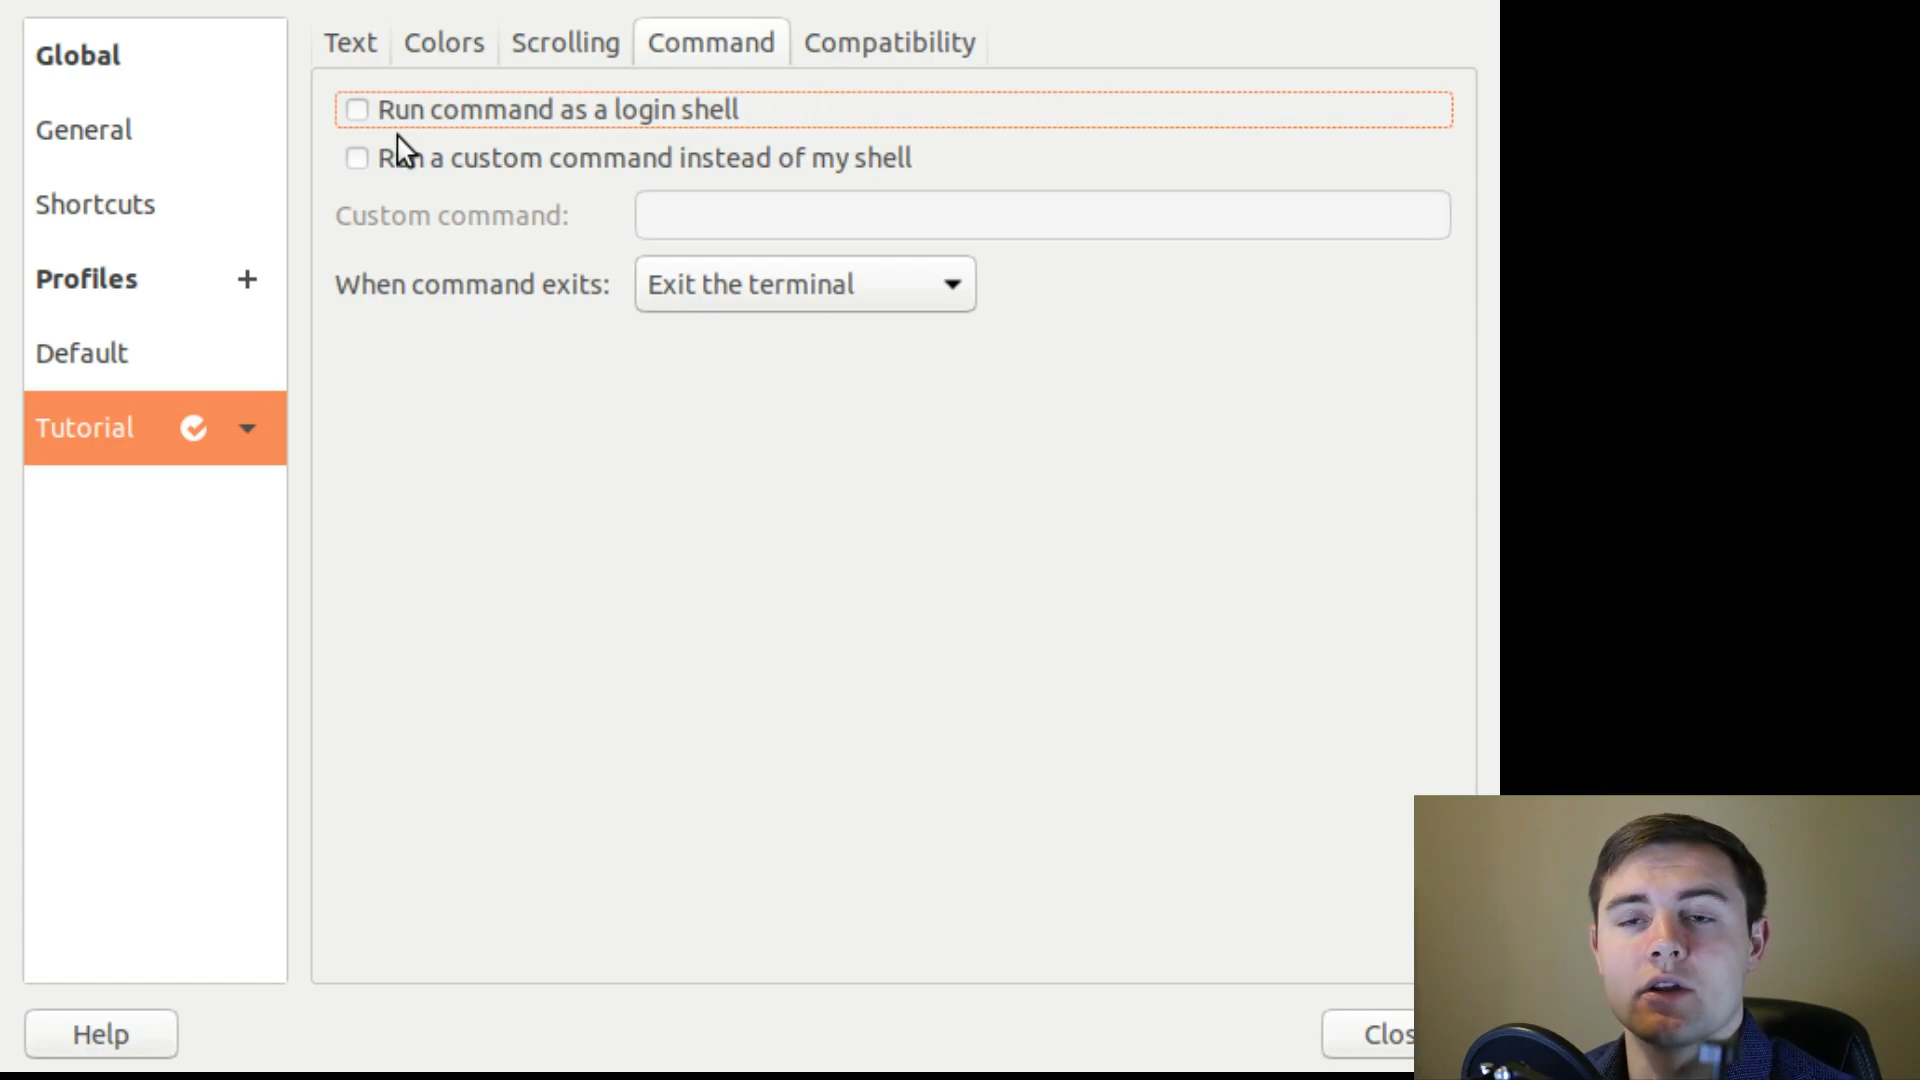 Global
General
Shortcuts
Profiles +
Default
Tutorial
Text Colors Scrolling Command Compatibility
Run command as a login shell
a custom command instead of my shell
Custom command:
When command exits: Exit the terminal
Help
Clos